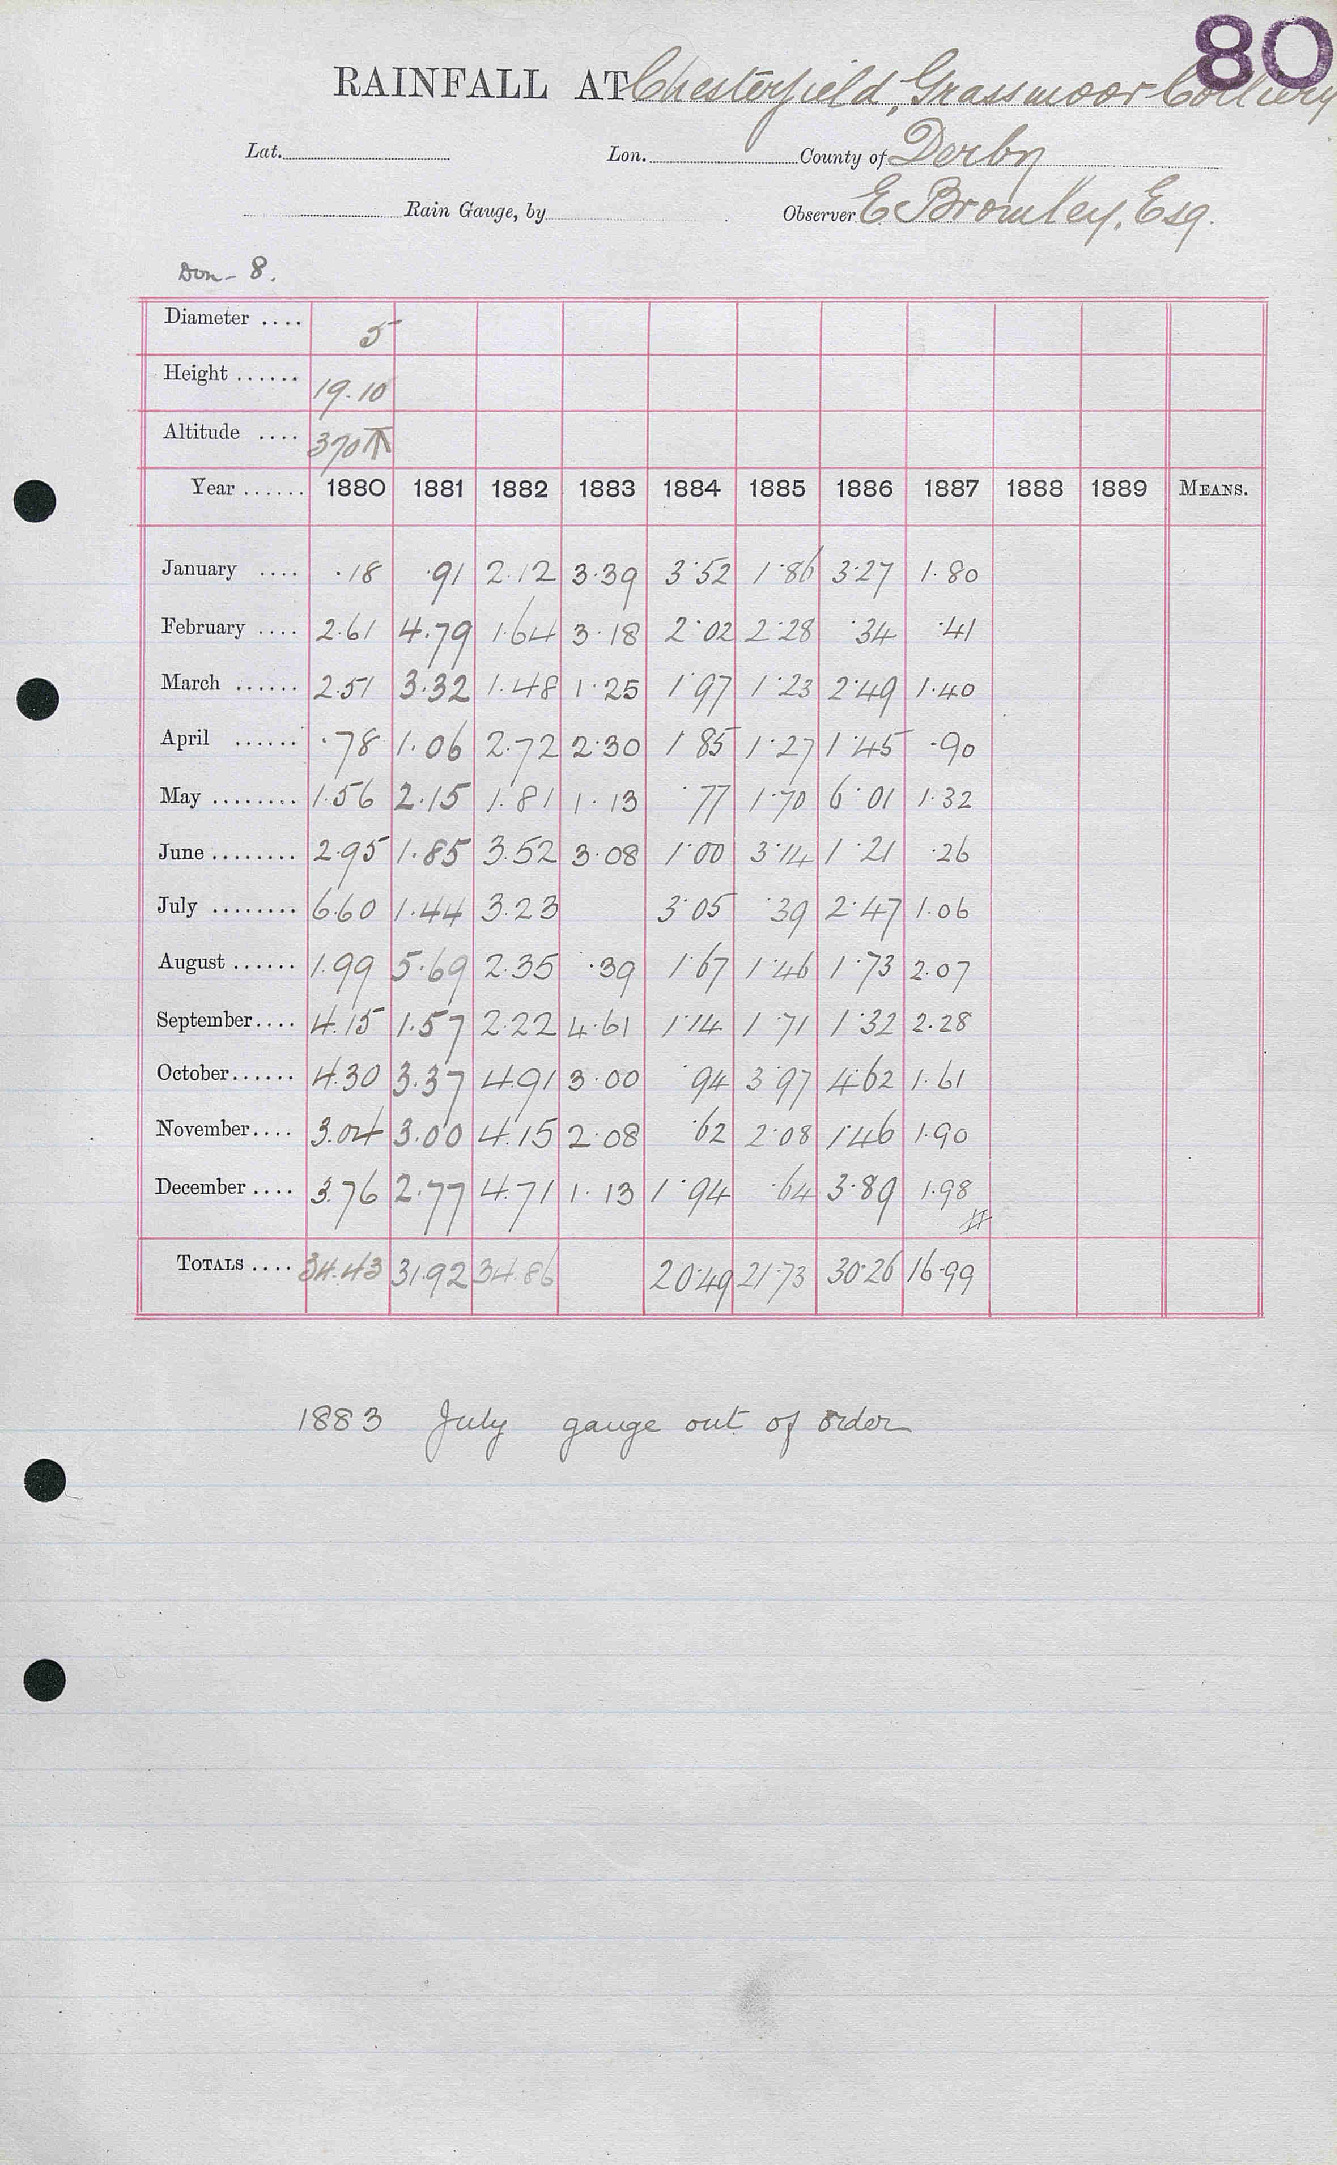 80
RAINFALL AT Chesterfield, Grassmoor Colliery
Lat. Lon. County of Derby
Rain Gauge, by Observer E. Bromley, Esq.
Don - 8.
Diameter .... 5
Height ...... 19.10
Altitude .... 370
Year ...... 1880 1881 1882 1883 1884 1885 1886 1887 1888 1889 MEANS.
January .... .18 .91 2.12 3.39 3.52 1.86 3.27 1.80
February .... 2.61 4.79 1.64 3.18 2.02 2.28 .34 .41
March ...... 2.51 3.32 1.48 1.25 1.97 1.23 2.49 1.40
April ...... .78 1.06 2.72 2.30 1.85 1.27 1.45 .90
May ........ 1.56 2.15 1.81 1.13 .77 1.70 6.01 1.32
June ........ 2.95 1.85 3.52 3.08 1.00 3.14 1.21 .26
July ........ 6.60 1.44 3.23 3.05 .39 2.47 1.06
August ...... 1.99 5.69 2.35 .39 1.67 1.46 1.73 2.07
September.... 4.15 1.57 2.22 4.61 1.14 1.71 1.32 2.28
October...... 4.30 3.37 4.91 3.00 .94 3.97 4.62 1.61
November.... 3.04 3.00 4.15 2.08 .62 2.08 1.46 1.90
December .... 3.76 2.77 4.71 1.13 1.94 .64 3.89 1.98
TOTALS .... 34.43 31.92 34.86 20.49 21.73 30.26 16.99
1883 July gauge out of order